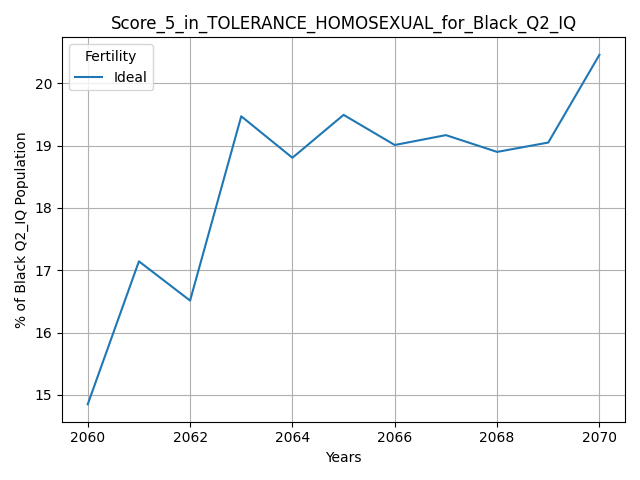 Score_5_in_TOLERANCE_HOMOSEXUAL_for_Black_Q2_IQ
Fertility
Ideal
% of Black Q2_IQ Population
20
19
18
17
16
15
2060 2062 2064 2066 2068 2070
Years